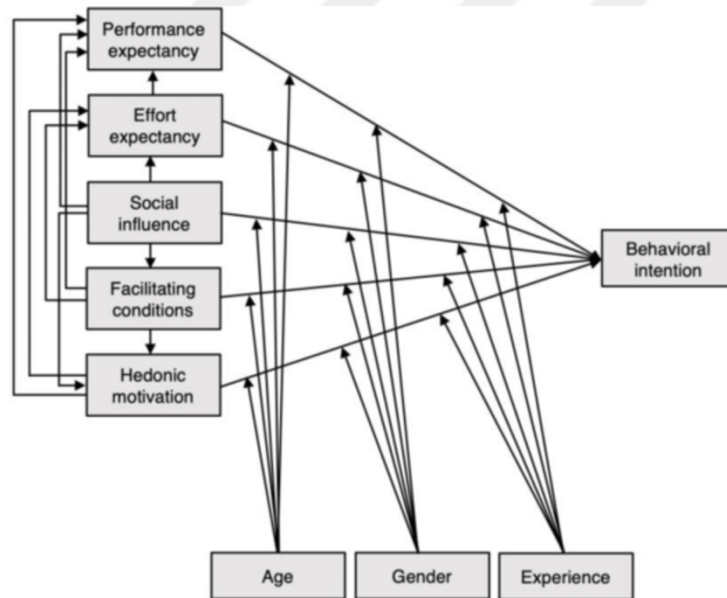 Performance
expectancy
Effort
expectancy
Social
influence
Facilitating
conditions
Hedonic
motivation
Behavioral
intention
Age
Gender
Experience